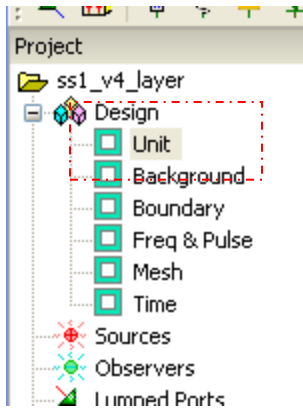 Project
ss1_v4_layer
Design
Unit
Background
Boundary
Freq & Pulse
Mesh
Time
Sources
Observers
Lumped Ports